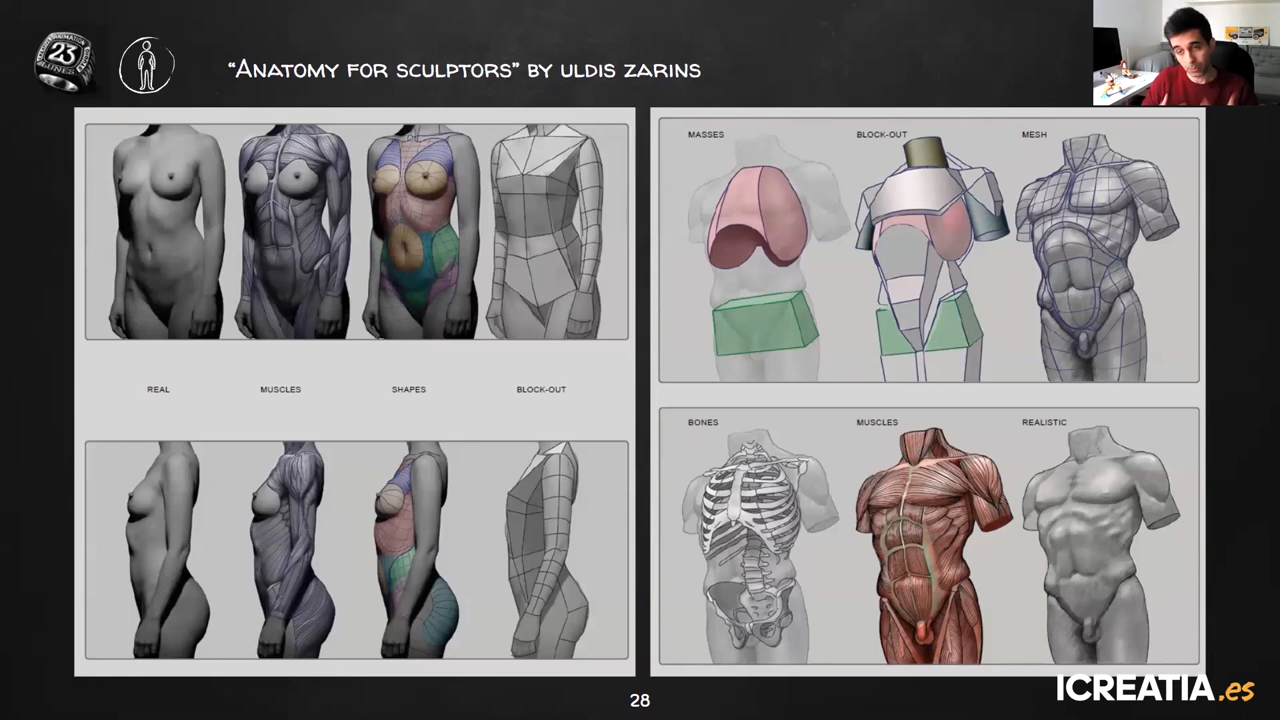 23
“ANATOMY FOR SCULPTORS” BY ULDIS ZARINS
REAL
MUSCLES
SHAPES
BLOCK-OUT
MASSES
BLOCK-OUT
MESH
BONES
MUSCLES
REALISTIC
28
ICREATIA.es